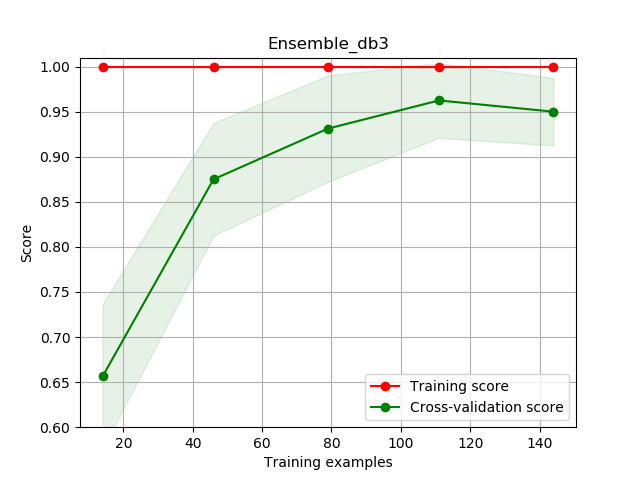 Ensemble_db3
1.00
0.95
0.90
0.85
0.80
0.75
0.70
0.65
0.60
Score
20 40 60 80 100 120 140
Training examples
Training score
Cross-validation score